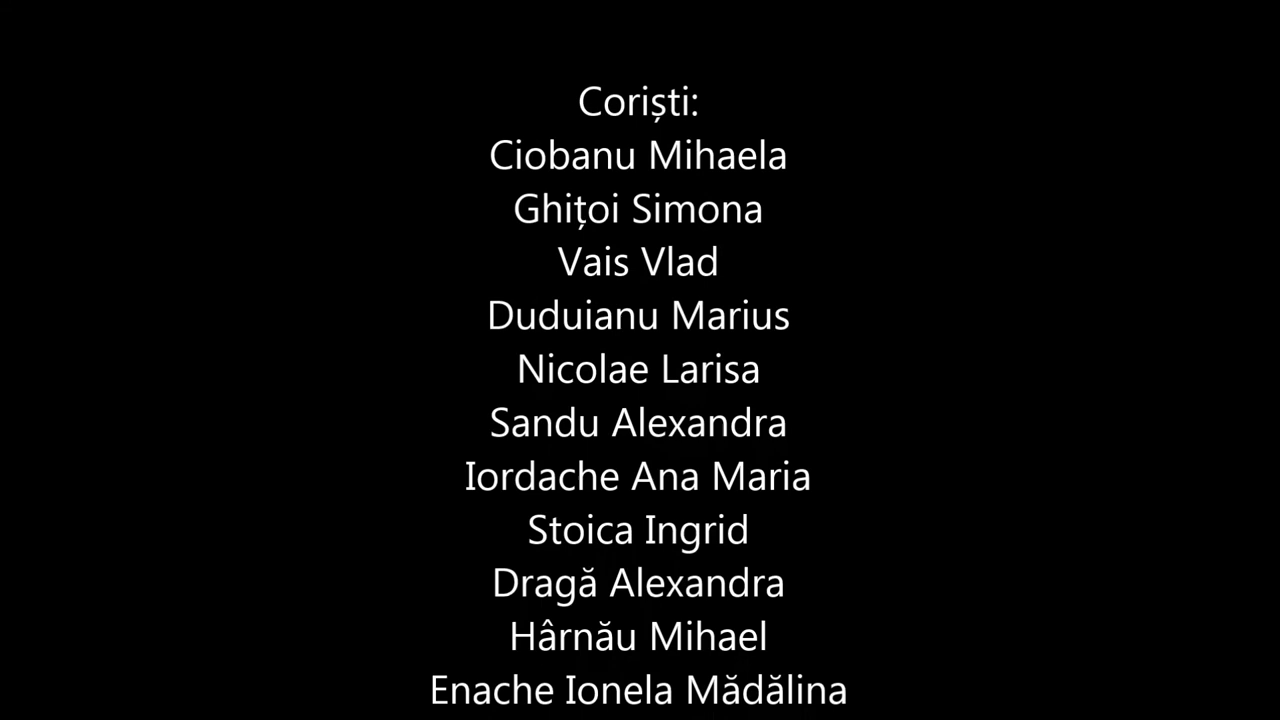 Coriști:
Ciobanu Mihaela
Ghițoi Simona
Vais Vlad
Duduianu Marius
Nicolae Larisa
Sandu Alexandra
Iordache Ana Maria
Stoica Ingrid
Dragă Alexandra
Hârnău Mihael
Enache Ionela Mădălina